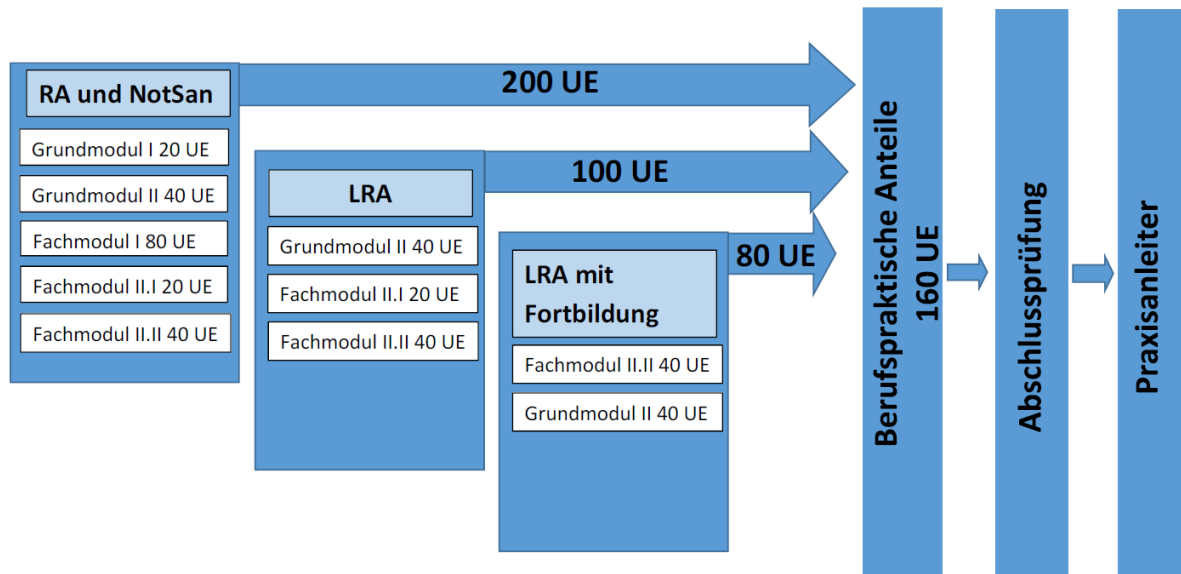 RA und NotSan
Grundmodul I 20 UE
Grundmodul II 40 UE
Fachmodul I 80 UE
Fachmodul II.I 20 UE
Fachmodul II.II 40 UE
200 UE
LRA
Grundmodul II 40 UE
Fachmodul II.I 20 UE
Fachmodul II.II 40 UE
100 UE
LRA mit
Fortbildung
Fachmodul II.II 40 UE
Grundmodul II 40 UE
80 UE
Berufspraktische Anteile
160 UE
Abschlussprüfung
Praxisanleiter